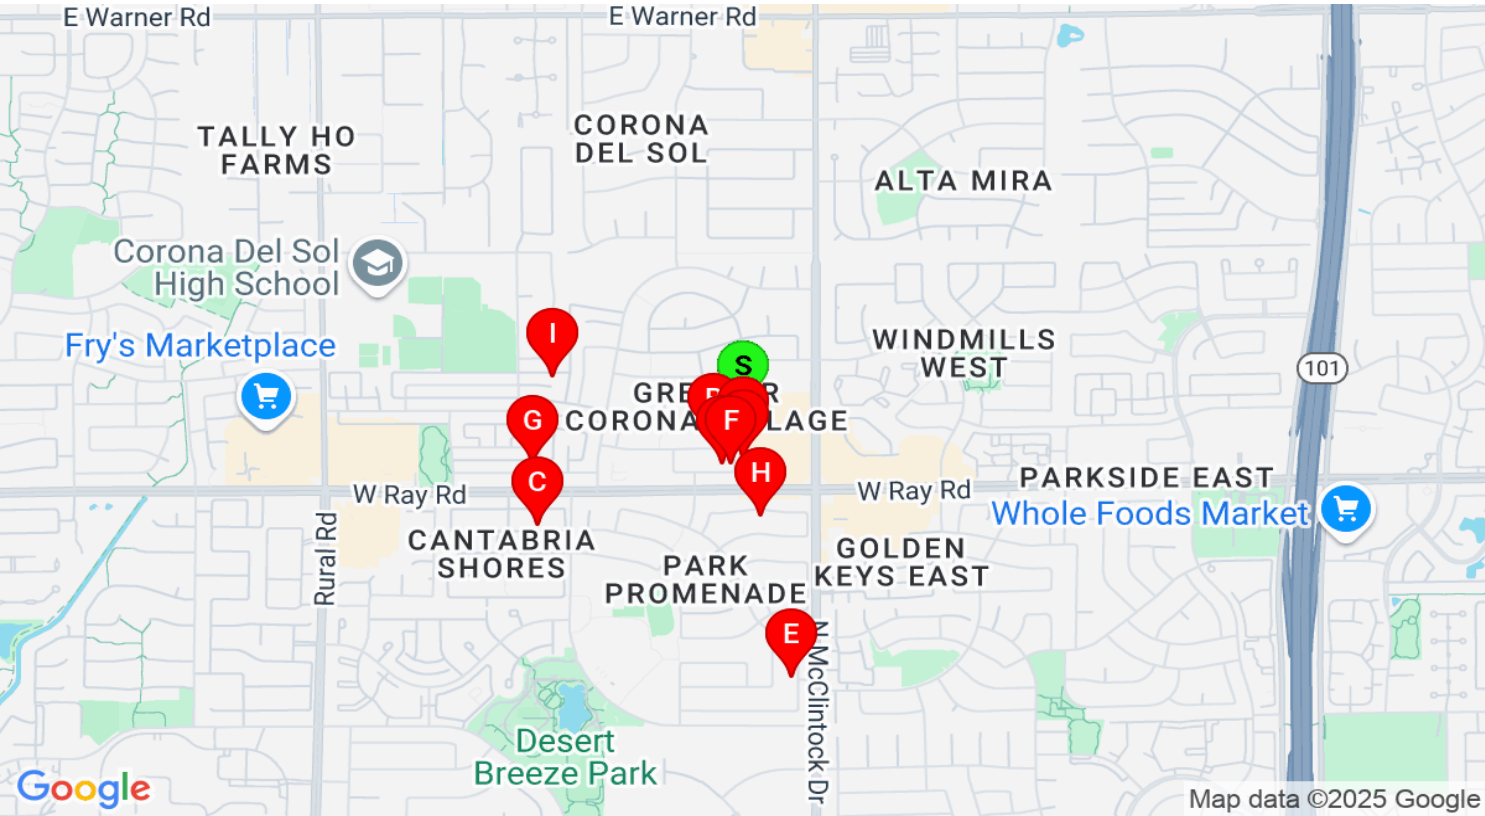 E Warner Rd
E Warner Rd
TALLY HO
FARMS
CORONA
DEL SOL
ALTA MIRA
Corona Del Sol
High School
Fry's Marketplace
I
S
WINDMILLS
WEST
101
G
F
CORONA
LAGE
H
C
W Ray Rd
W Ray Rd
PARKSIDE EAST
Whole Foods Market
Rural Rd
CANTABRIA
SHORES
PARK
PROMENADE
GOLDEN
KEYS EAST
E
N McClintock Dr
Desert
Breeze Park
Google
Map data ©2025 Google